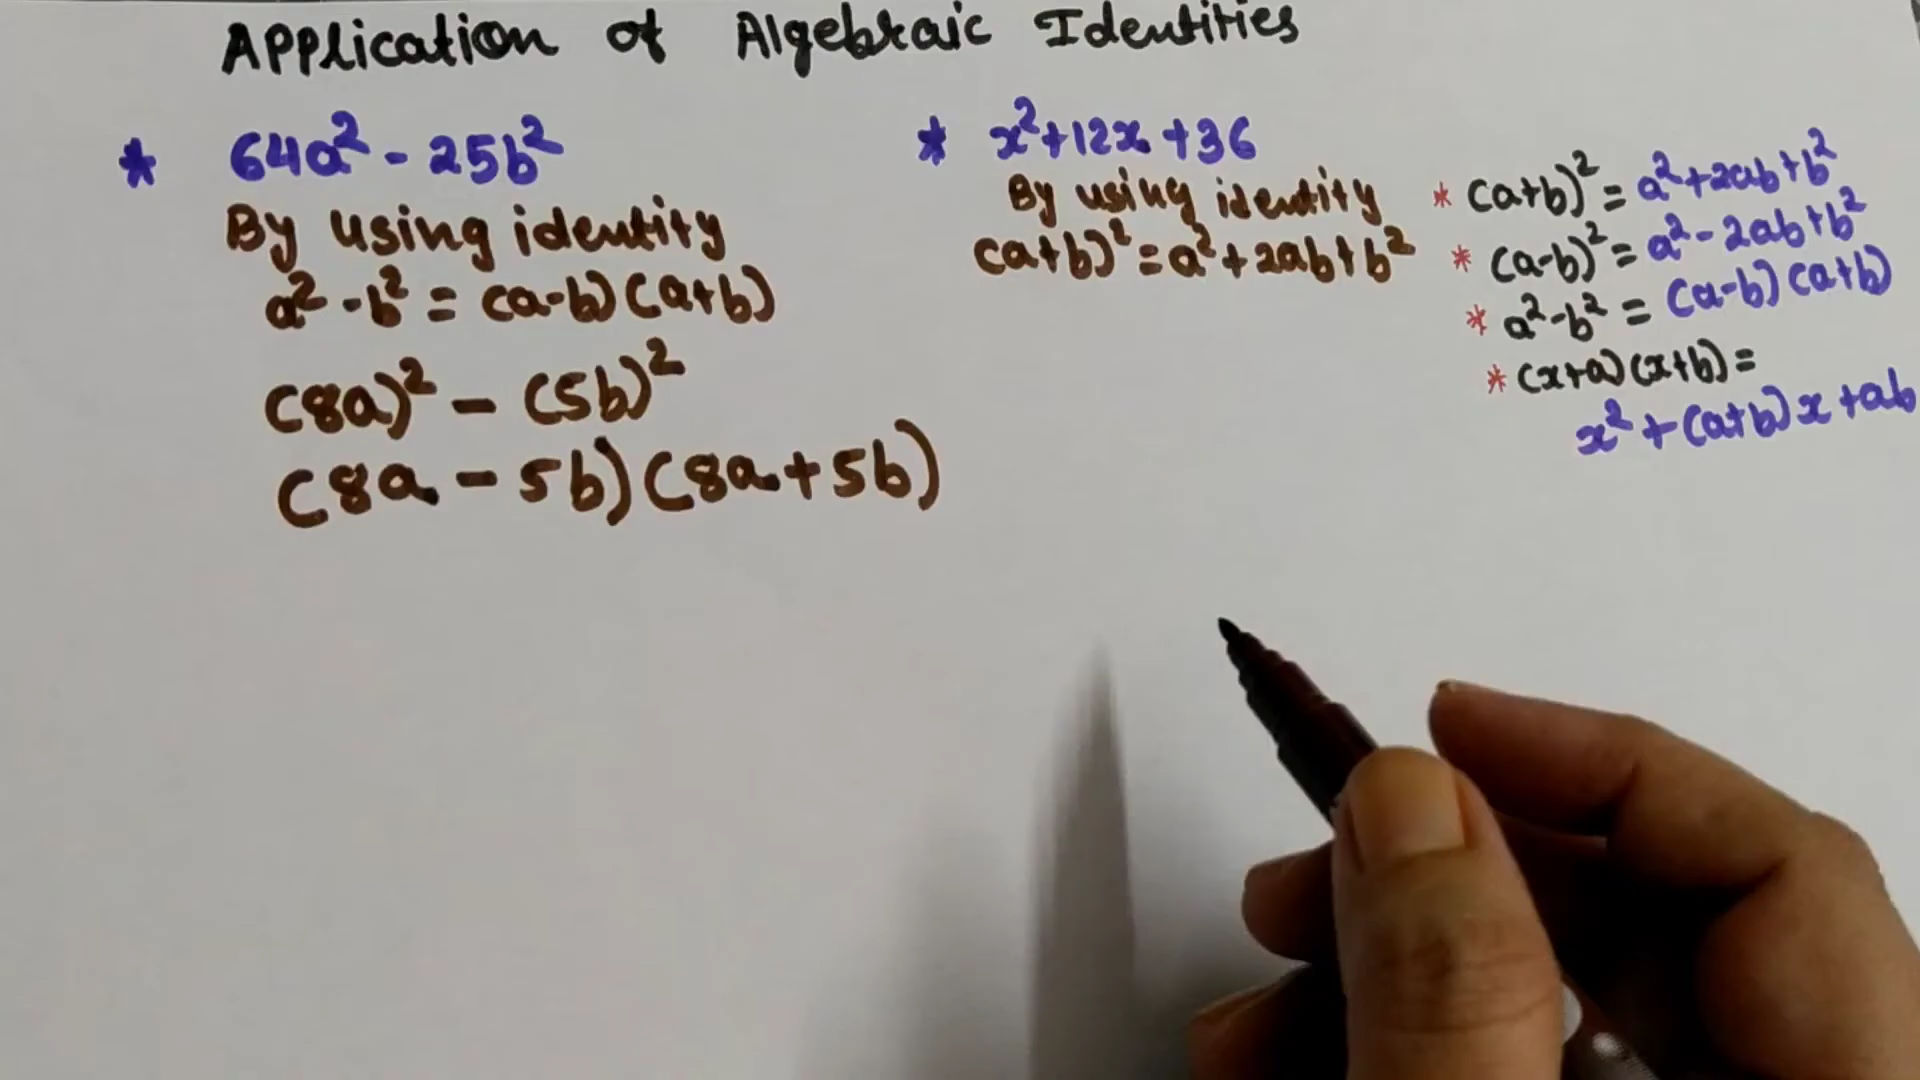 Application of Algebraic Identities
* 64a² - 25b²
By using identity
a² - b² = (a-b) (a+b)
(8a)² - (5b)²
(8a - 5b) (8a + 5b)
* x² + 12x + 36
By using identity
(a+b)² = a² + 2ab + b²
* (a+b)² = a² + 2ab + b²
* (a-b)² = a² - 2ab + b²
* a² - b² = (a-b) (a+b)
* (x+a) (x+b) =
x² + (a+b) x + ab